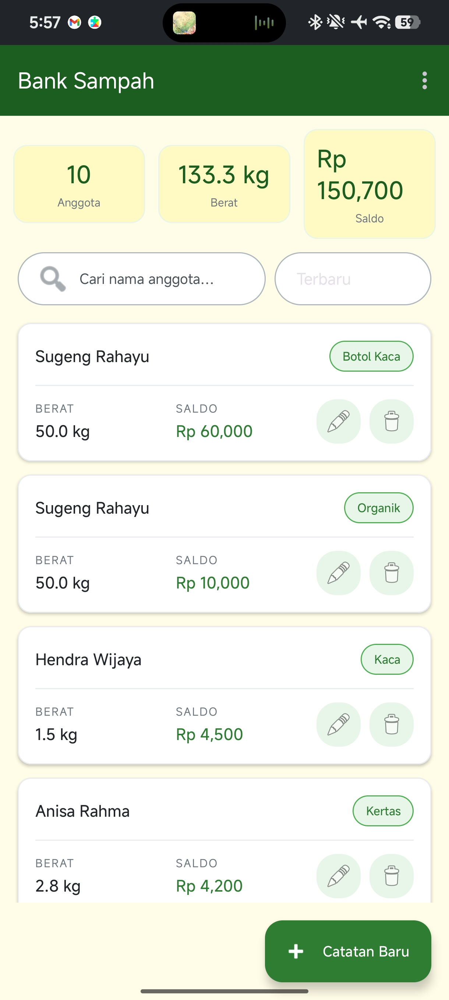 5:57
59
Bank Sampah
10
Anggota
133.3 kg
Berat
Rp
150,700
Saldo
Cari nama anggota...
Terbaru
Sugeng Rahayu
Botol Kaca
BERAT
SALDO
50.0 kg
Rp 60,000
Sugeng Rahayu
Organik
BERAT
SALDO
50.0 kg
Rp 10,000
Hendra Wijaya
Kaca
BERAT
SALDO
1.5 kg
Rp 4,500
Anisa Rahma
Kertas
BERAT
SALDO
2.8 kg
Rp 4,200
+ Catatan Baru